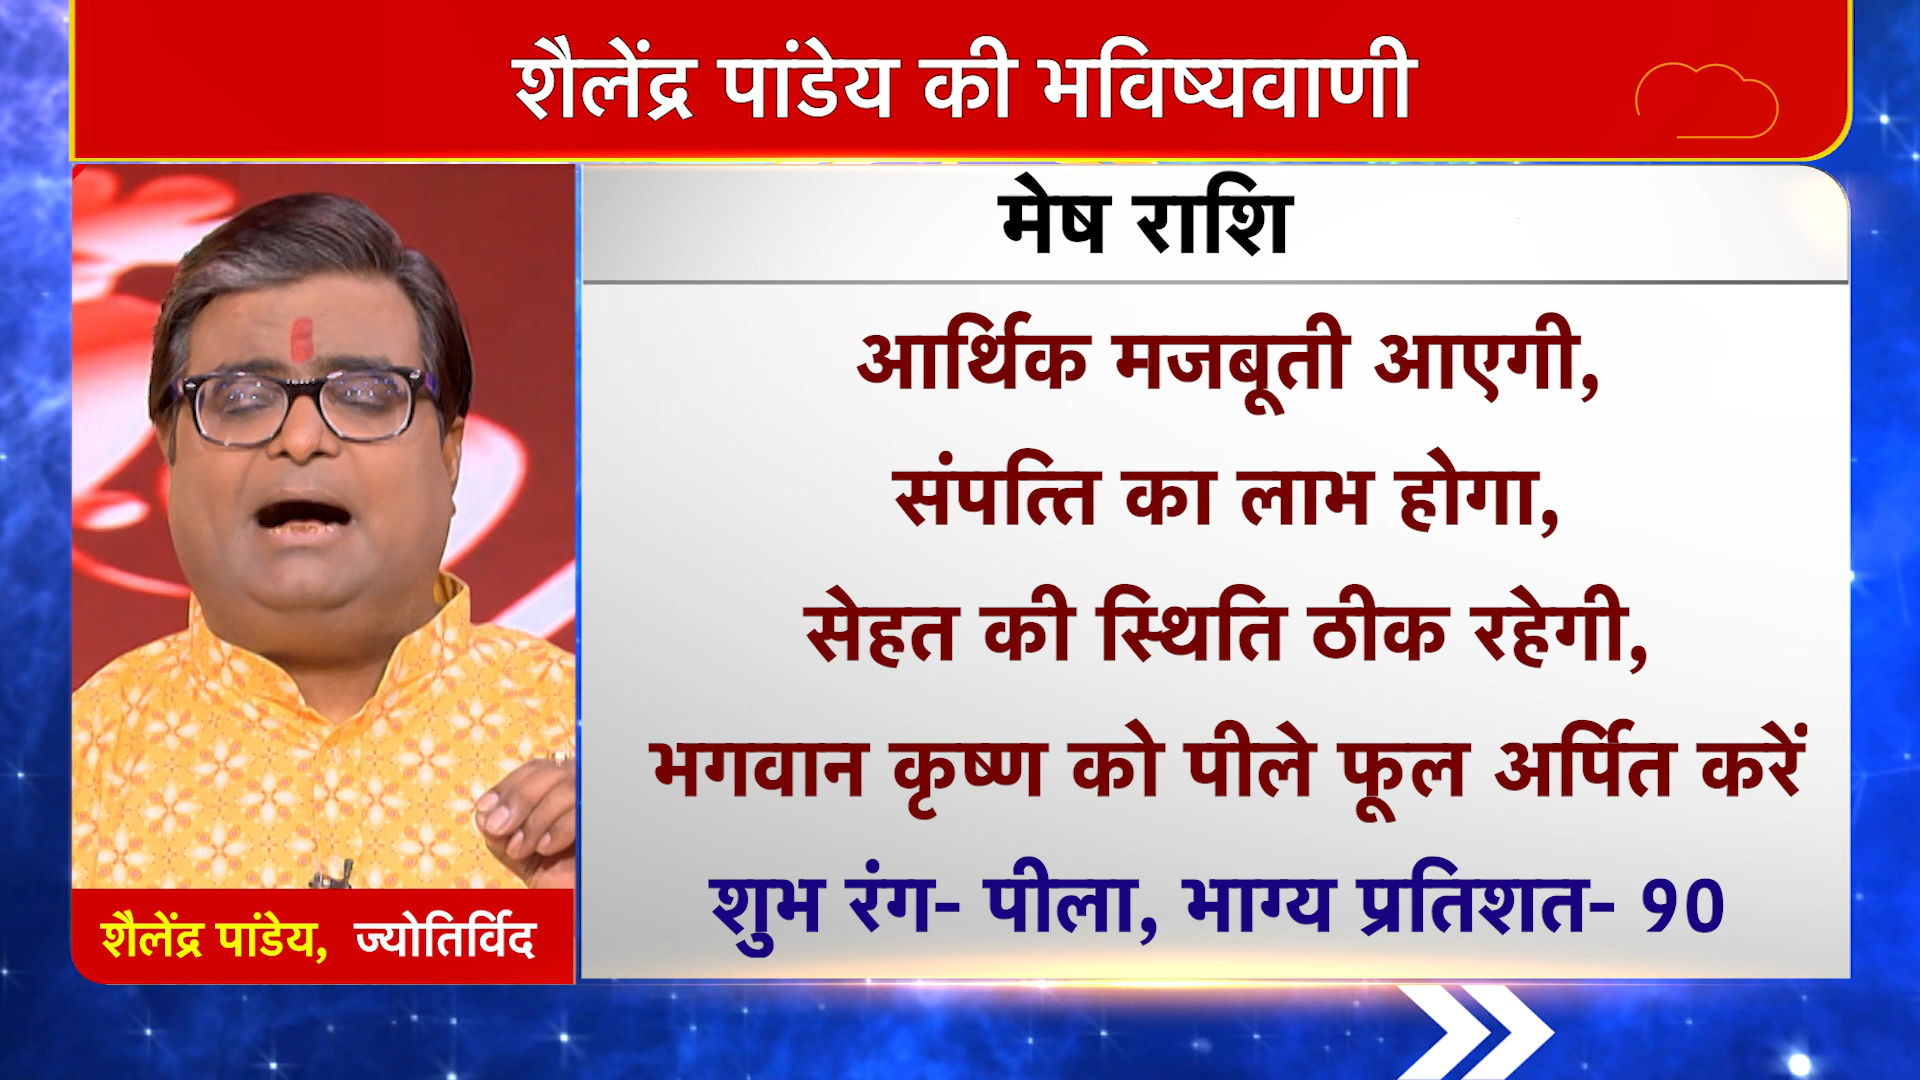 शैलेंद्र पांडेय की भविष्यवाणी
मेष राशि
आर्थिक मजबूती आएगी,
संपत्ति का लाभ होगा,
सेहत की स्थिति ठीक रहेगी,
भगवान कृष्ण को पीले फूल अर्पित करें
शुभ रंग- पीला, भाग्य प्रतिशत- 90
शैलेंद्र पांडेय, ज्योतिर्विद